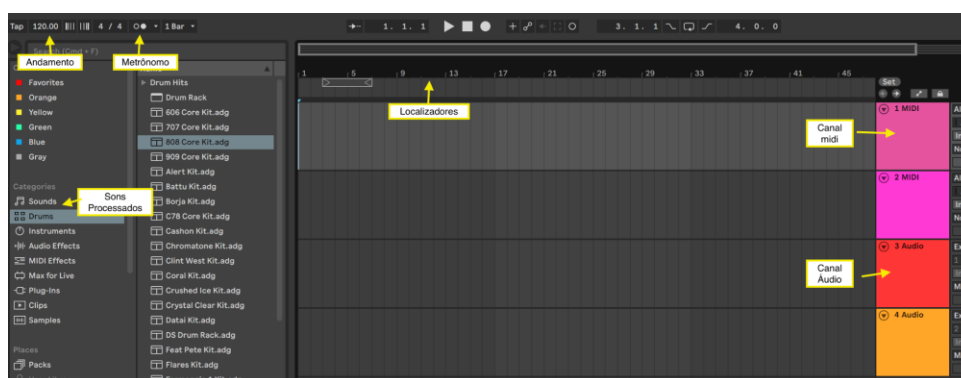 Tap 120.00 4 / 4 1 Bar 1. 1. 1 3. 1. 1 4. 0. 0
Search (Cmd + F)
Andamento
Metrônomo
Favorites
Orange
Yellow
Green
Blue
Gray
Categories
Sounds
Drums
Instruments
Audio Effects
MIDI Effects
Max for Live
Plug-Ins
Clips
Samples
Places
Packs
Sons
Processados
Drum Hits
Drum Rack
606 Core Kit.adg
707 Core Kit.adg
808 Core Kit.adg
909 Core Kit.adg
Alert Kit.adg
Battu Kit.adg
Borja Kit.adg
C78 Core Kit.adg
Cashon Kit.adg
Chromatone Kit.adg
Clint West Kit.adg
Coral Kit.adg
Crushed Ice Kit.adg
Crystal Clear Kit.adg
Datai Kit.adg
DS Drum Rack.adg
Feat Pete Kit.adg
Flares Kit.adg
1 5 9 13 17 21 25 29 33 37 41 45
Set
Localizadores
Canal
midi
1 MIDI
2 MIDI
Canal
Àudio
3 Audio
4 Audio